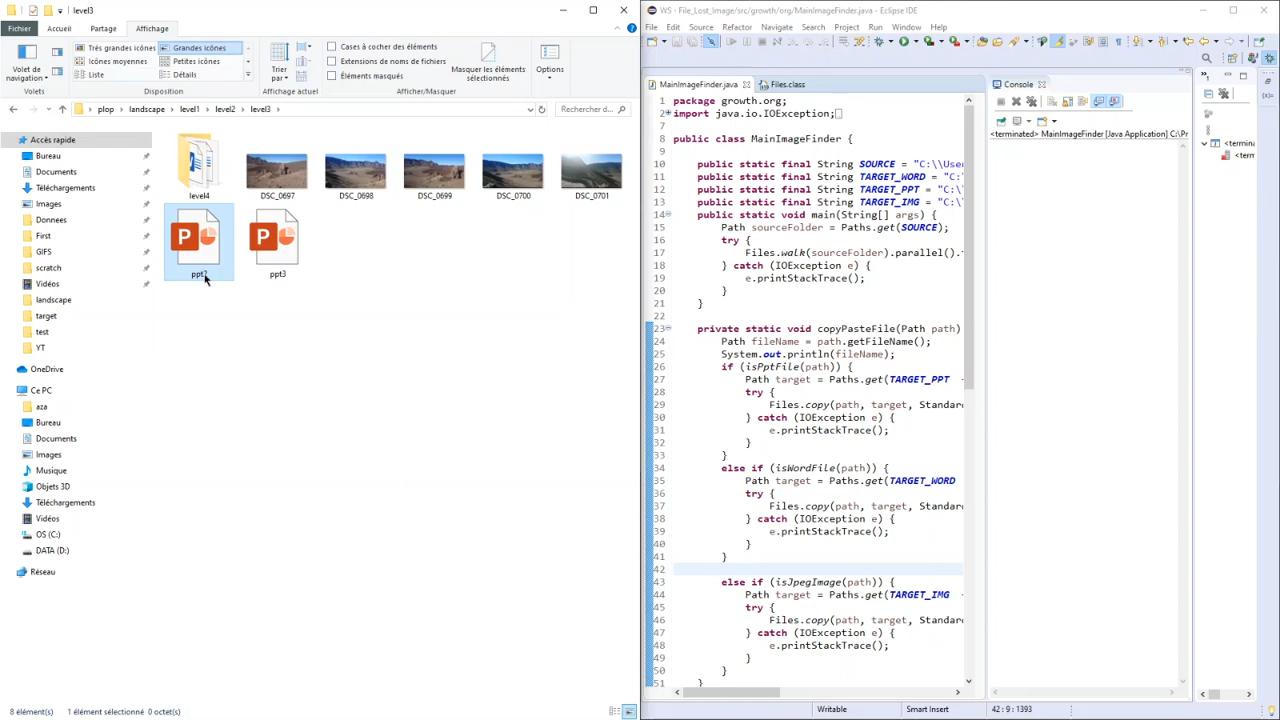 level3
Fichier Accueil Partage Affichage
Volet de navigation
Très grandes icônes Grandes icônes
Icônes moyennes Petites icônes
Liste Détails
Trier par
Cases à cocher des éléments
Extensions de noms de fichiers
Éléments masqués
Masquer les éléments sélectionnés
Options
Volets Disposition Affichage actuel Afficher/Masquer
plop landscape level1 level2 level3
Rechercher d...
Accès rapide
Bureau
Documents
Téléchargements
Images
Donnees
First
GIFS
scratch
Vidéos
landscape
target
test
YT
OneDrive
Ce PC
aza
Bureau
Documents
Images
Musique
Objets 3D
Téléchargements
Vidéos
OS (C:)
DATA (D:)
Réseau
level4 DSC_0697 DSC_0698 DSC_0699 DSC_0700 DSC_0701
ppt2 ppt3
8 élément(s) 1 élément sélectionné 0 octet(s)
WS - File_Lost_Image/src/growth/org/MainImageFinder.java - Eclipse IDE
File Edit Source Refactor Navigate Search Project Run Window Help
MainImageFinder.java Files.class
1 package growth.org;
2 import java.io.IOException;
7
8 public class MainImageFinder {
10 public static final String SOURCE = "C:\\Use
11 public static final String TARGET_WORD = "C
12 public static final String TARGET_PPT = "C:
13 public static final String TARGET_IMG = "C:\
14 public static void main(String[] args) {
15 Path sourceFolder = Paths.get(SOURCE);
16 try {
17 Files.walk(sourceFolder).parallel().
18 } catch (IOException e) {
19 e.printStackTrace();
20 }
21 }
22
23 private static void copyPasteFile(Path path)
24 Path fileName = path.getFileName();
25 System.out.println(fileName);
26 if (isPptFile(path)) {
27 Path target = Paths.get(TARGET_PPT
28 try {
29 Files.copy(path, target, Standar
30 } catch (IOException e) {
31 e.printStackTrace();
32 }
33 }
34 else if (isWordFile(path)) {
35 Path target = Paths.get(TARGET_WORD
36 try {
37 Files.copy(path, target, Standar
38 } catch (IOException e) {
39 e.printStackTrace();
40 }
41 }
42
43 else if (isJpegImage(path)) {
44 Path target = Paths.get(TARGET_IMG
45 try {
46 Files.copy(path, target, Standar
47 } catch (IOException e) {
48 e.printStackTrace();
49 }
50 }
51 }
Console
<terminated> MainImageFinder [Java Application] C:\Pr
<termina
<term
Writable Smart Insert 42 : 9 : 1393